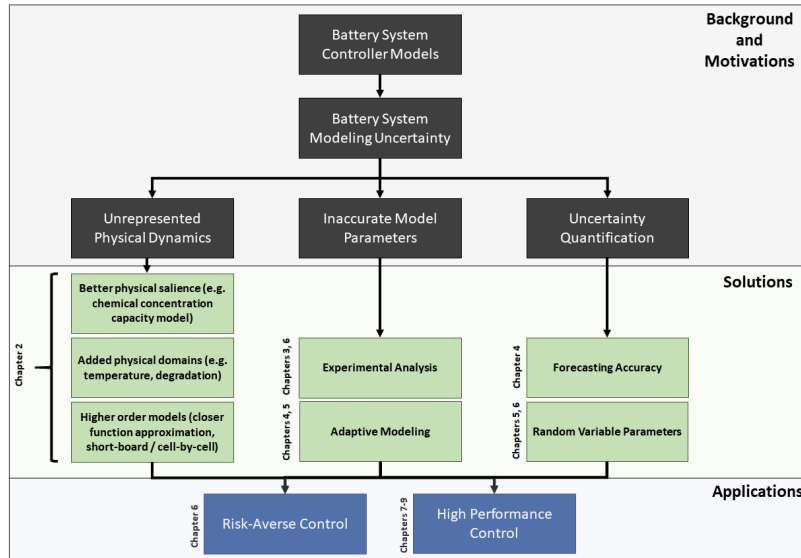 Background
and
Motivations
Battery System
Controller Models
Battery System
Modeling Uncertainty
Unrepresented
Physical Dynamics
Inaccurate Model
Parameters
Uncertainty
Quantification
Solutions
Chapter 2
Better physical salience (e.g.
chemical concentration
capacity model)
Added physical domains (e.g.
temperature, degradation)
Higher order models (closer
function approximation,
short-board / cell-by-cell)
Chapters 3, 6
Experimental Analysis
Chapters 4, 5
Adaptive Modeling
Chapter 4
Forecasting Accuracy
Chapters 5, 6
Random Variable Parameters
Applications
Chapter 6
Risk-Averse Control
Chapters 7-9
High Performance
Control